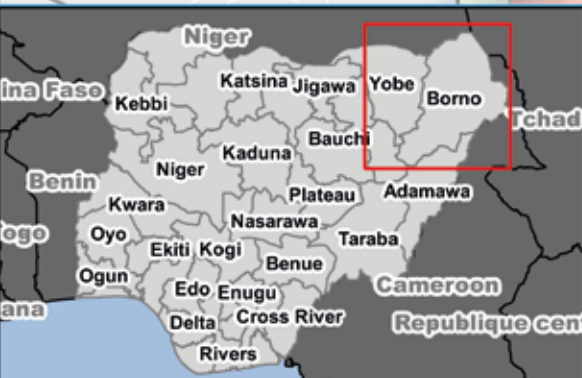 Niger
Katsina
Jigawa
Yobe
ina Faso
Kebbi
Borno
Tchad
Bauchi
Kaduna
Niger
Benin
Plateau
Adamawa
Kwara
Nasarawa
ogo
Oyo
Taraba
Ekiti
Kogi
Benue
Ogun
Edo
Enugu
Cameroon
ana
Delta
Cross River
Republique cen
Rivers